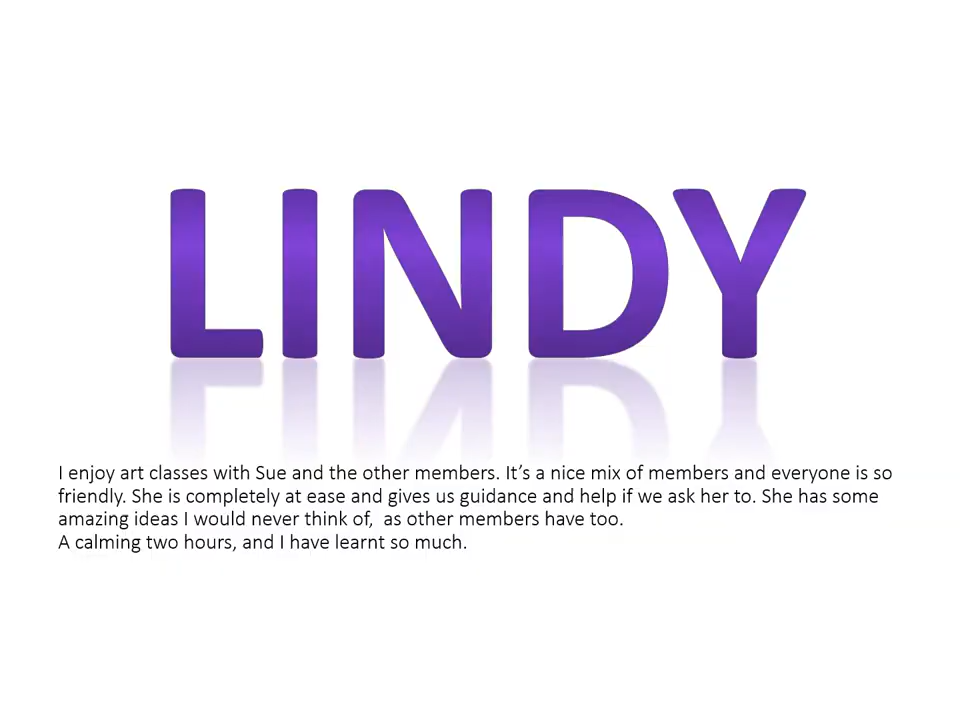 LINDY
I enjoy art classes with Sue and the other members. It’s a nice mix of members and everyone is so
friendly. She is completely at ease and gives us guidance and help if we ask her to. She has some
amazing ideas I would never think of,  as other members have too.
A calming two hours, and I have learnt so much.